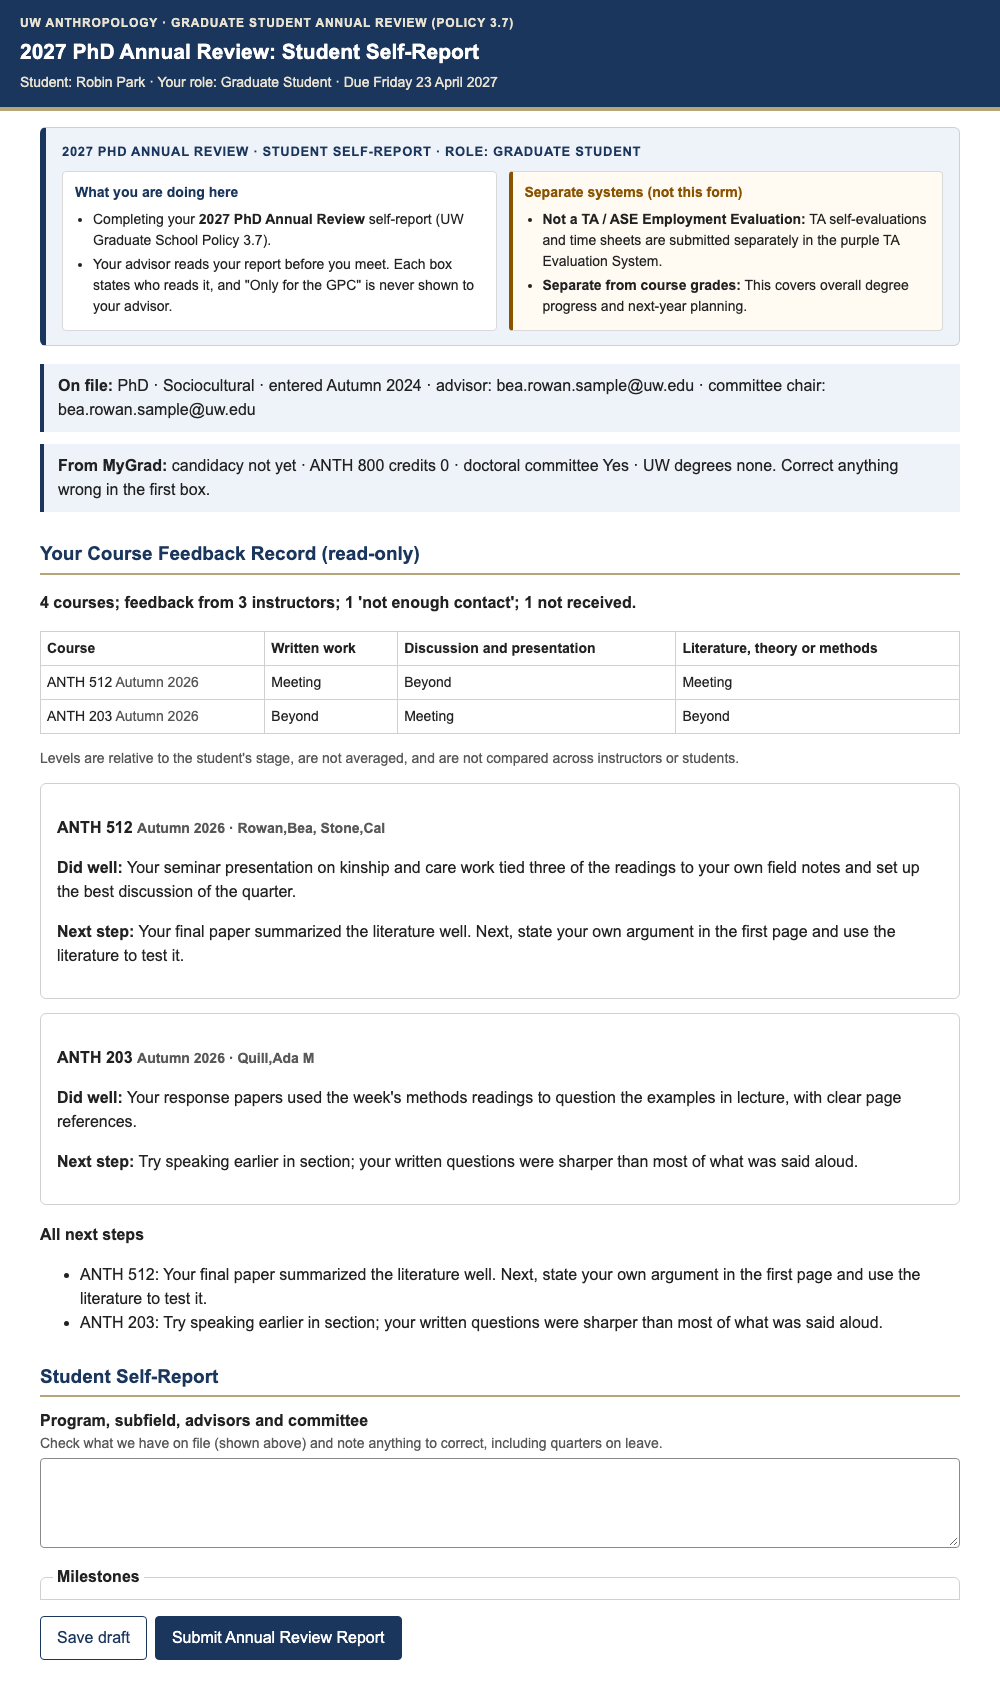 UW ANTHROPOLOGY · GRADUATE STUDENT ANNUAL REVIEW (POLICY 3.7)
2027 PhD Annual Review: Student Self-Report
Student: Robin Park · Your role: Graduate Student · Due Friday 23 April 2027
2027 PHD ANNUAL REVIEW · STUDENT SELF-REPORT · ROLE: GRADUATE STUDENT
What you are doing here
• Completing your 2027 PhD Annual Review self-report (UW
Graduate School Policy 3.7).
• Your advisor reads your report before you meet. Each box
states who reads it, and "Only for the GPC" is never shown to
your advisor.
Separate systems (not this form)
• Not a TA / ASE Employment Evaluation: TA self-evaluations
and time sheets are submitted separately in the purple TA
Evaluation System.
• Separate from course grades: This covers overall degree
progress and next-year planning.
On file: PhD · Sociocultural · entered Autumn 2024 · advisor: bea.rowan.sample@uw.edu · committee chair:
bea.rowan.sample@uw.edu
From MyGrad: candidacy not yet · ANTH 800 credits 0 · doctoral committee Yes · UW degrees none. Correct anything
wrong in the first box.
Your Course Feedback Record (read-only)
4 courses; feedback from 3 instructors; 1 'not enough contact'; 1 not received.
Course Written work Discussion and presentation Literature, theory or methods
ANTH 512 Autumn 2026 Meeting Beyond Meeting
ANTH 203 Autumn 2026 Beyond Meeting Beyond
Levels are relative to the student's stage, are not averaged, and are not compared across instructors or students.
ANTH 512 Autumn 2026 · Rowan,Bea, Stone,Cal
Did well: Your seminar presentation on kinship and care work tied three of the readings to your own field notes and set up
the best discussion of the quarter.
Next step: Your final paper summarized the literature well. Next, state your own argument in the first page and use the
literature to test it.
ANTH 203 Autumn 2026 · Quill,Ada M
Did well: Your response papers used the week's methods readings to question the examples in lecture, with clear page
references.
Next step: Try speaking earlier in section; your written questions were sharper than most of what was said aloud.
All next steps
• ANTH 512: Your final paper summarized the literature well. Next, state your own argument in the first page and use the
literature to test it.
• ANTH 203: Try speaking earlier in section; your written questions were sharper than most of what was said aloud.
Student Self-Report
Program, subfield, advisors and committee
Check what we have on file (shown above) and note anything to correct, including quarters on leave.
Milestones
Save draft Submit Annual Review Report